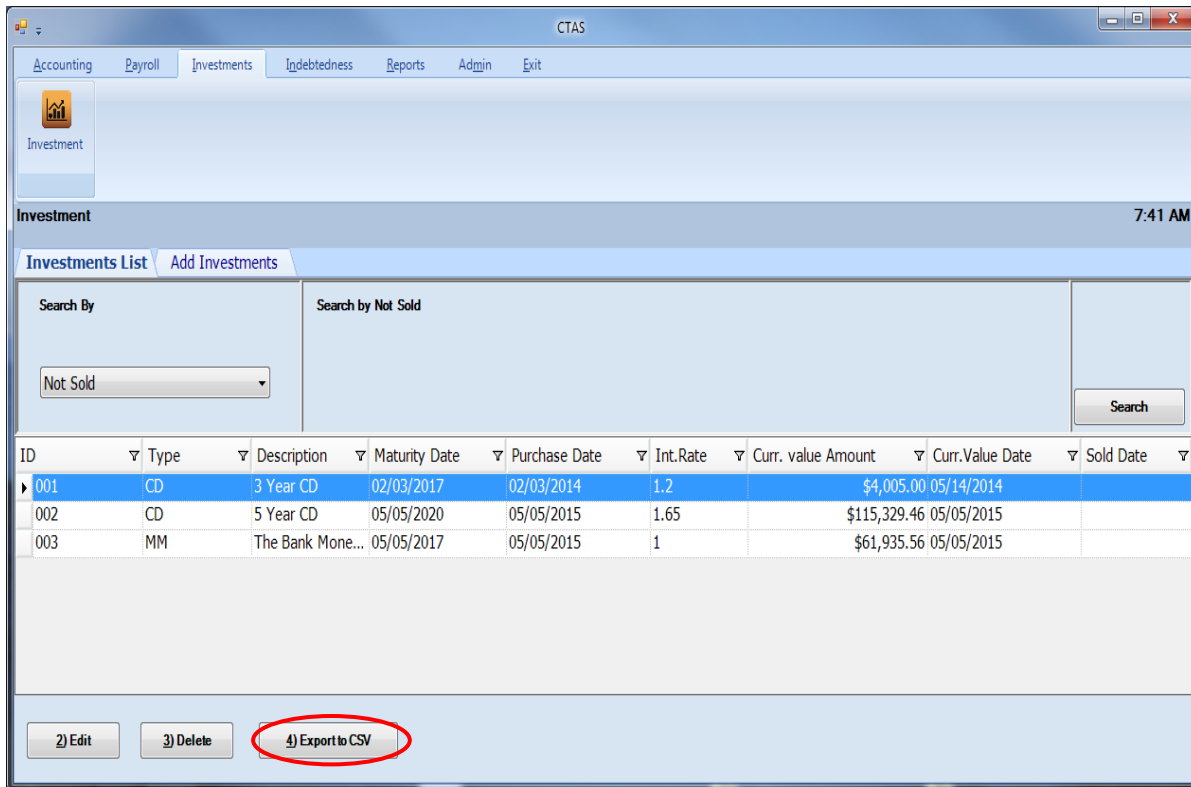 CTAS
Accounting Payroll Investments Indebtedness Reports Admin Exit
Investment
Investment 7:41 AM
Investments List Add Investments
Search By Search by Not Sold
Not Sold
Search
ID Type Description Maturity Date Purchase Date Int.Rate Curr. value Amount Curr.Value Date Sold Date
001 CD 3 Year CD 02/03/2017 02/03/2014 1.2 $4,005.00 05/14/2014
002 CD 5 Year CD 05/05/2020 05/05/2015 1.65 $115,329.46 05/05/2015
003 MM The Bank Mone... 05/05/2017 05/05/2015 1 $61,935.56 05/05/2015
2) Edit 3) Delete 4) Export to CSV